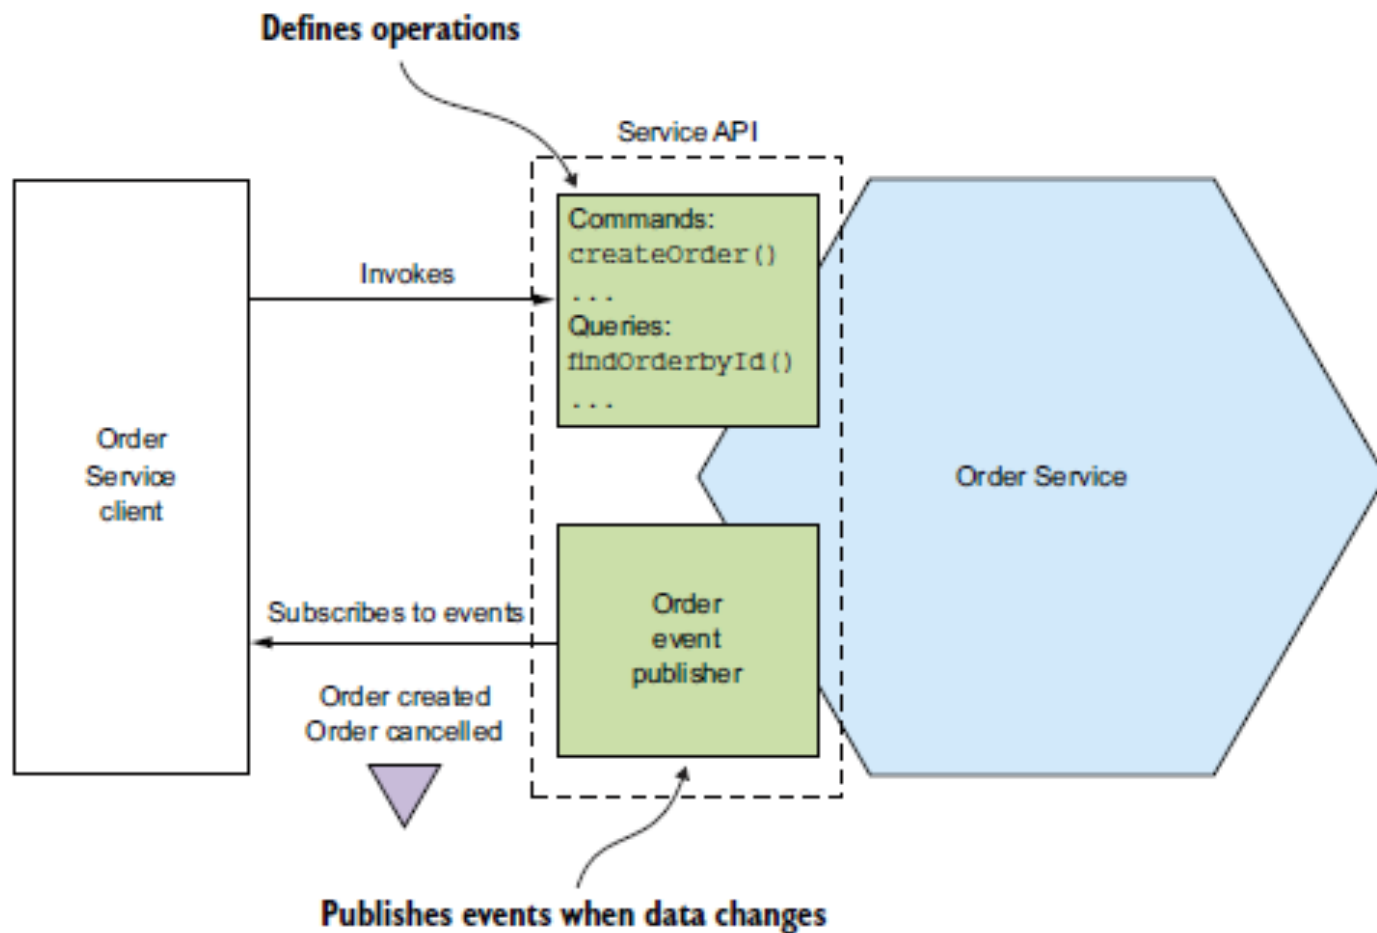 Defines operations
Service API
Commands:
createOrder()
...
Queries:
findOrderbyId()
...
Invokes
Order
Service
client
Order Service
Subscribes to events
Order
event
publisher
Order created
Order cancelled
Publishes events when data changes